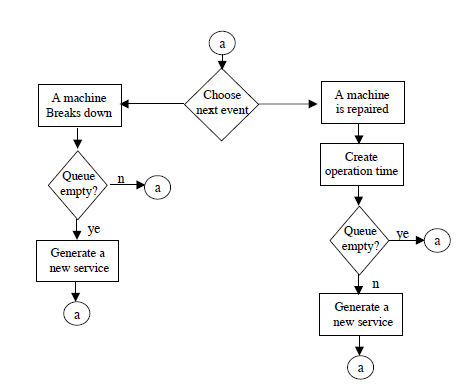 a
Choose
next event
A machine
Breaks down
A machine
is repaired
Create
operation time
Queue
empty?
n
a
ye
Generate a
new service
a
Queue
empty?
ye
a
n
Generate a
new service
a